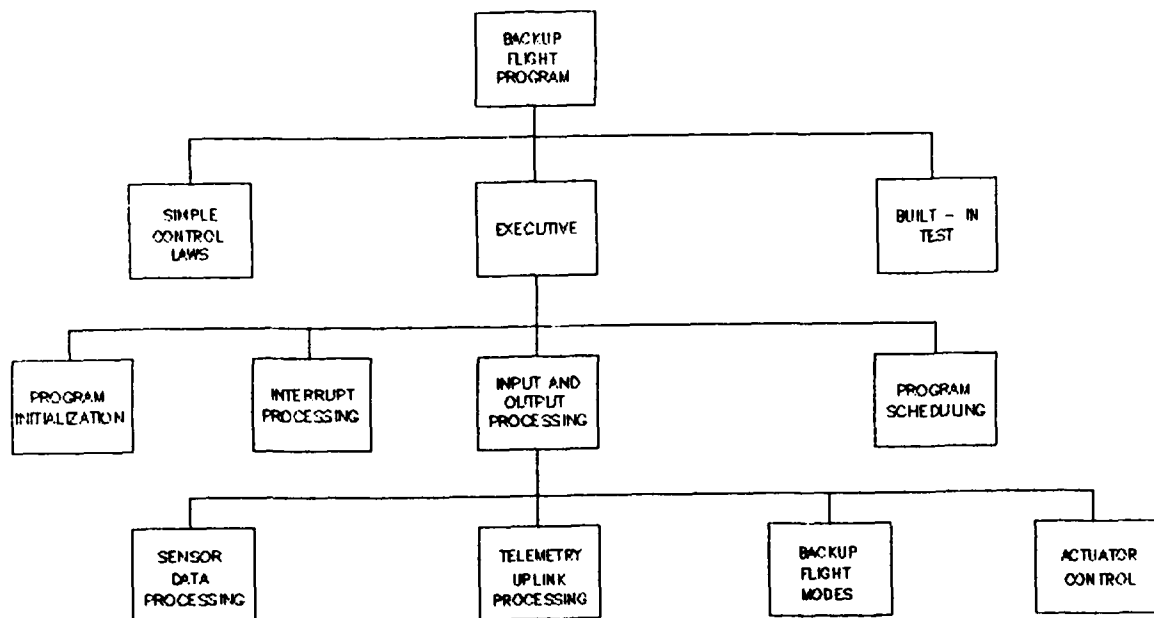 BACKUP
FLIGHT
PROGRAM
SIMPLE
CONTROL
LAWS
EXECUTIVE
BUILT - IN
TEST
PROGRAM
INITIALIZATION
INTERRUPT
PROCESSING
INPUT AND
OUTPUT
PROCESSING
PROGRAM
SCHEDULING
SENSOR
DATA
PROCESSING
TELEMETRY
UPLINK
PROCESSING
BACKUP
FLIGHT
MODES
ACTUATOR
CONTROL